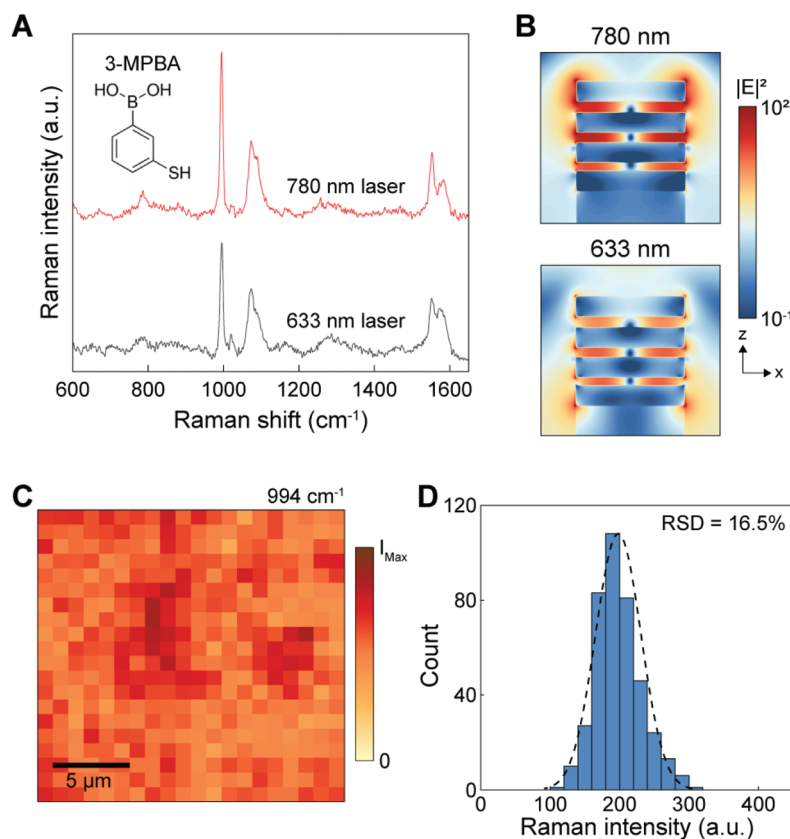 A
3-MPBA
HO
OH
B
SH
780 nm laser
633 nm laser
Raman intensity (a.u.)
600 800 1000 1200 1400 1600
Raman shift (cm⁻¹)
B
780 nm
|E|²
10²
633 nm
10⁻¹
z
x
C
994 cm⁻¹
I_Max
0
5 μm
D
RSD = 16.5%
120
80
40
0
Count
0 100 200 300 400
Raman intensity (a.u.)